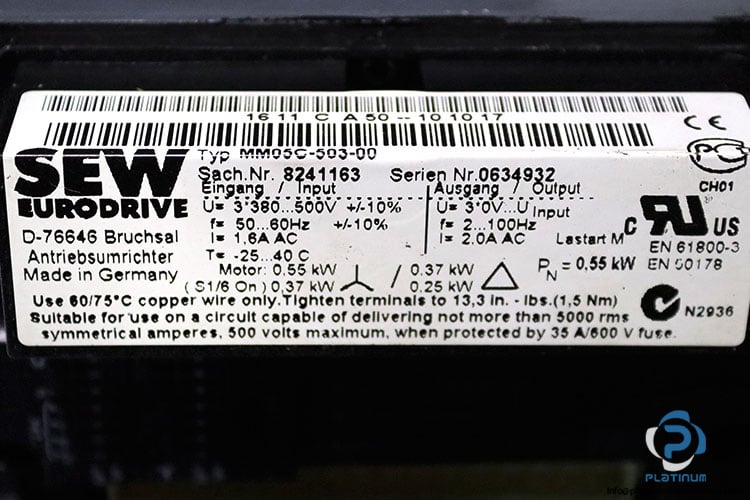 16 11 C A 50 -- 10 10 17
CE
SEW
EURODRIVE
D-76646 Bruchsal
Antriebsumrichter
Made in Germany
Typ MM05C-503-00
Sach.Nr. 8241163 Serien Nr.0634932
Eingang / Input
U= 3*380...500V +/-10%
f= 50...60Hz +/-10%
I= 1.6A AC
T= -25...40 C
Ausgang / Output
U= 3*0V...U Input
f= 2...100Hz
I= 2.0A AC Lastart M
Motor: 0,55 kW / 0.37 kW
( S1/6 On ) 0,37 kW / 0.25 kW
PN = 0,55 kW
CH01
C UR US
EN 61800-3
EN 50178
N2936
Use 60/75°C copper wire only.Tighten terminals to 13,3 in. - lbs.(1,5 Nm)
Suitable for use on a circuit capable of delivering not more than 5000 rms
symmetrical amperes, 500 volts maximum, when protected by 35 A/600 V fuse.
PLATINUM